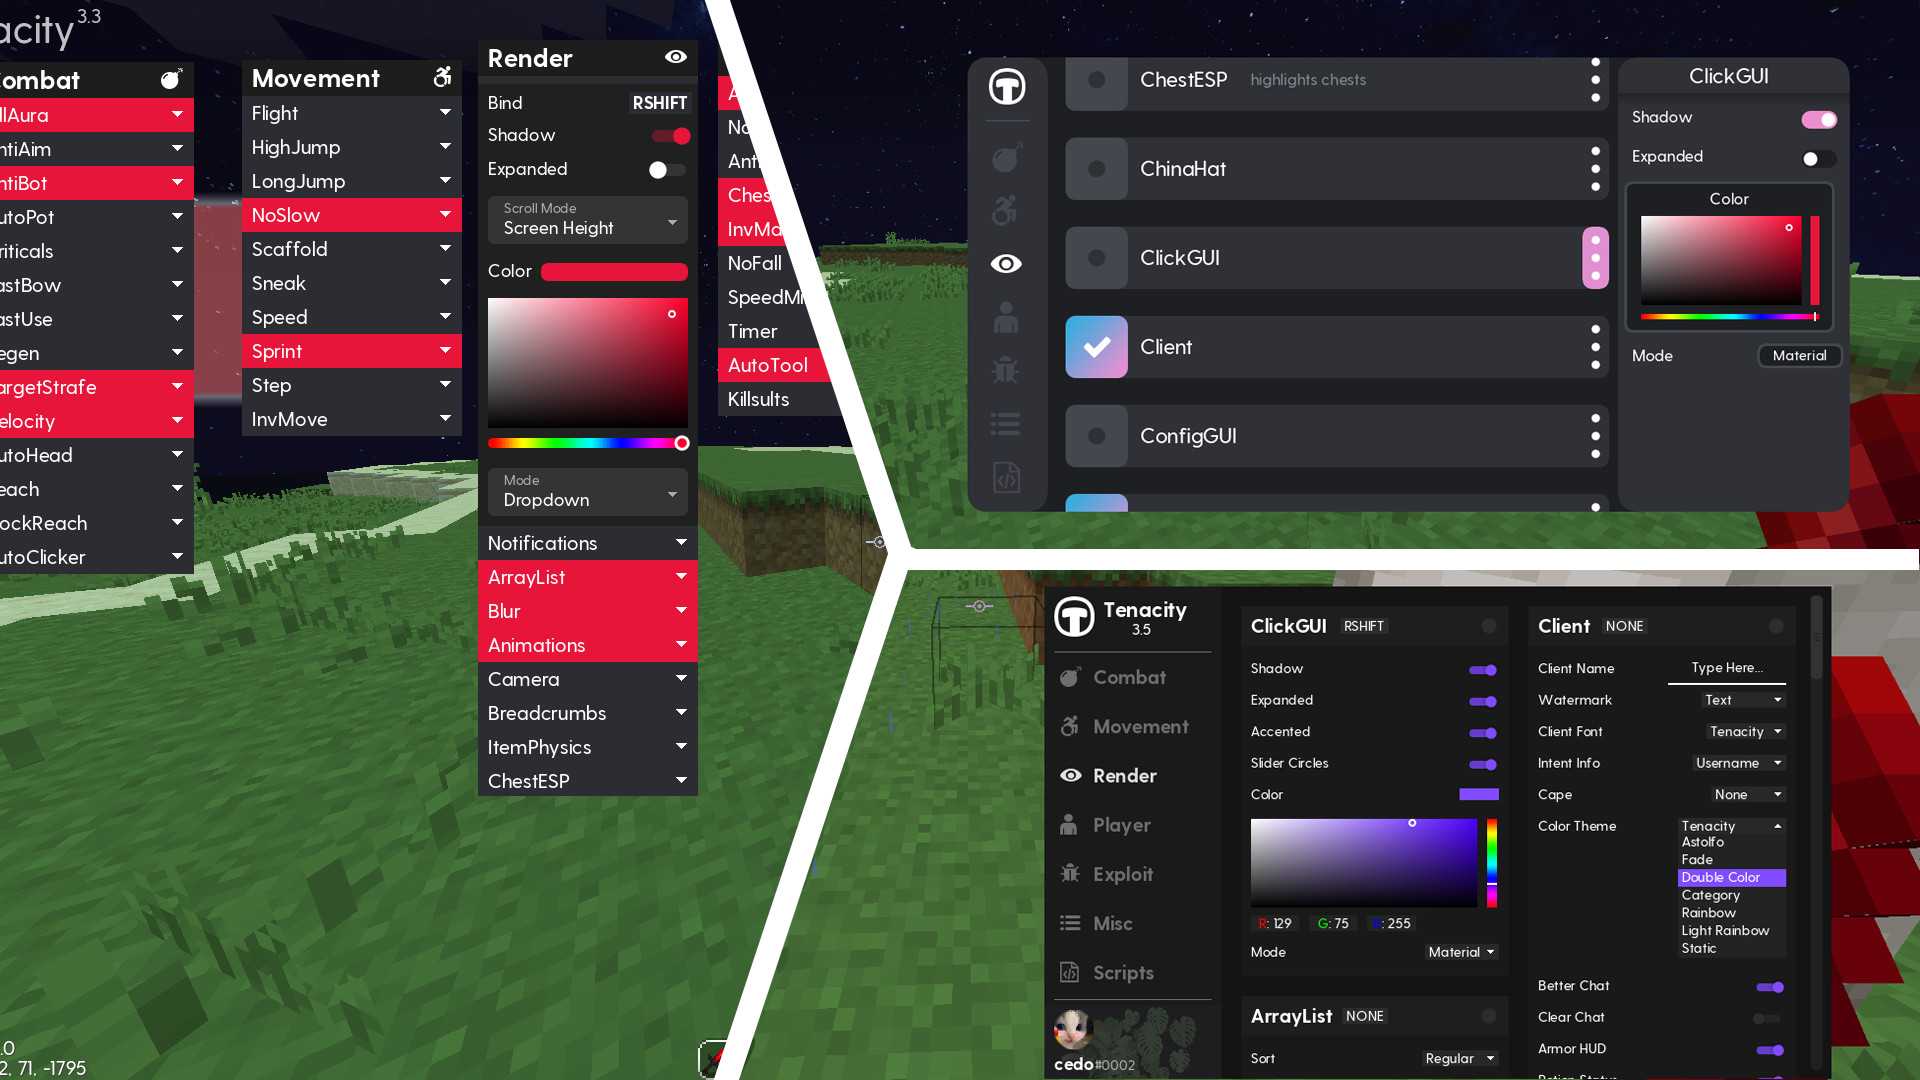 acity 3.3
ombat
llAura
ntiAim
ntiBot
utoPot
riticals
astBow
astUse
egen
argetStrafe
elocity
utoHead
each
ockReach
utoClicker
.0
2, 71, -1795
Movement
Flight
HighJump
LongJump
NoSlow
Scaffold
Sneak
Speed
Sprint
Step
InvMove
Render
Bind RSHIFT
Shadow
Expanded
Scroll Mode
Screen Height
Color
Mode
Dropdown
Notifications
ArrayList
Blur
Animations
Camera
Breadcrumbs
ItemPhysics
ChestESP
A
No
Ant
Ches
InvMa
NoFall
SpeedMi
Timer
AutoTool
Killsults
ChestESP highlights chests
ChinaHat
ClickGUI
Client
ConfigGUI
ClickGUI
Shadow
Expanded
Color
Mode Material
Tenacity
3.5
Combat
Movement
Render
Player
Exploit
Misc
Scripts
cedo#0002
ClickGUI RSHIFT
Shadow
Expanded
Accented
Slider Circles
Color
R: 129 G: 75 B: 255
Mode Material
ArrayList NONE
Sort Regular
Client NONE
Client Name Type Here...
Watermark Text
Client Font Tenacity
Intent Info Username
Cape None
Color Theme Tenacity
Astolfo
Fade
Double Color
Category
Rainbow
Light Rainbow
Static
Better Chat
Clear Chat
Armor HUD